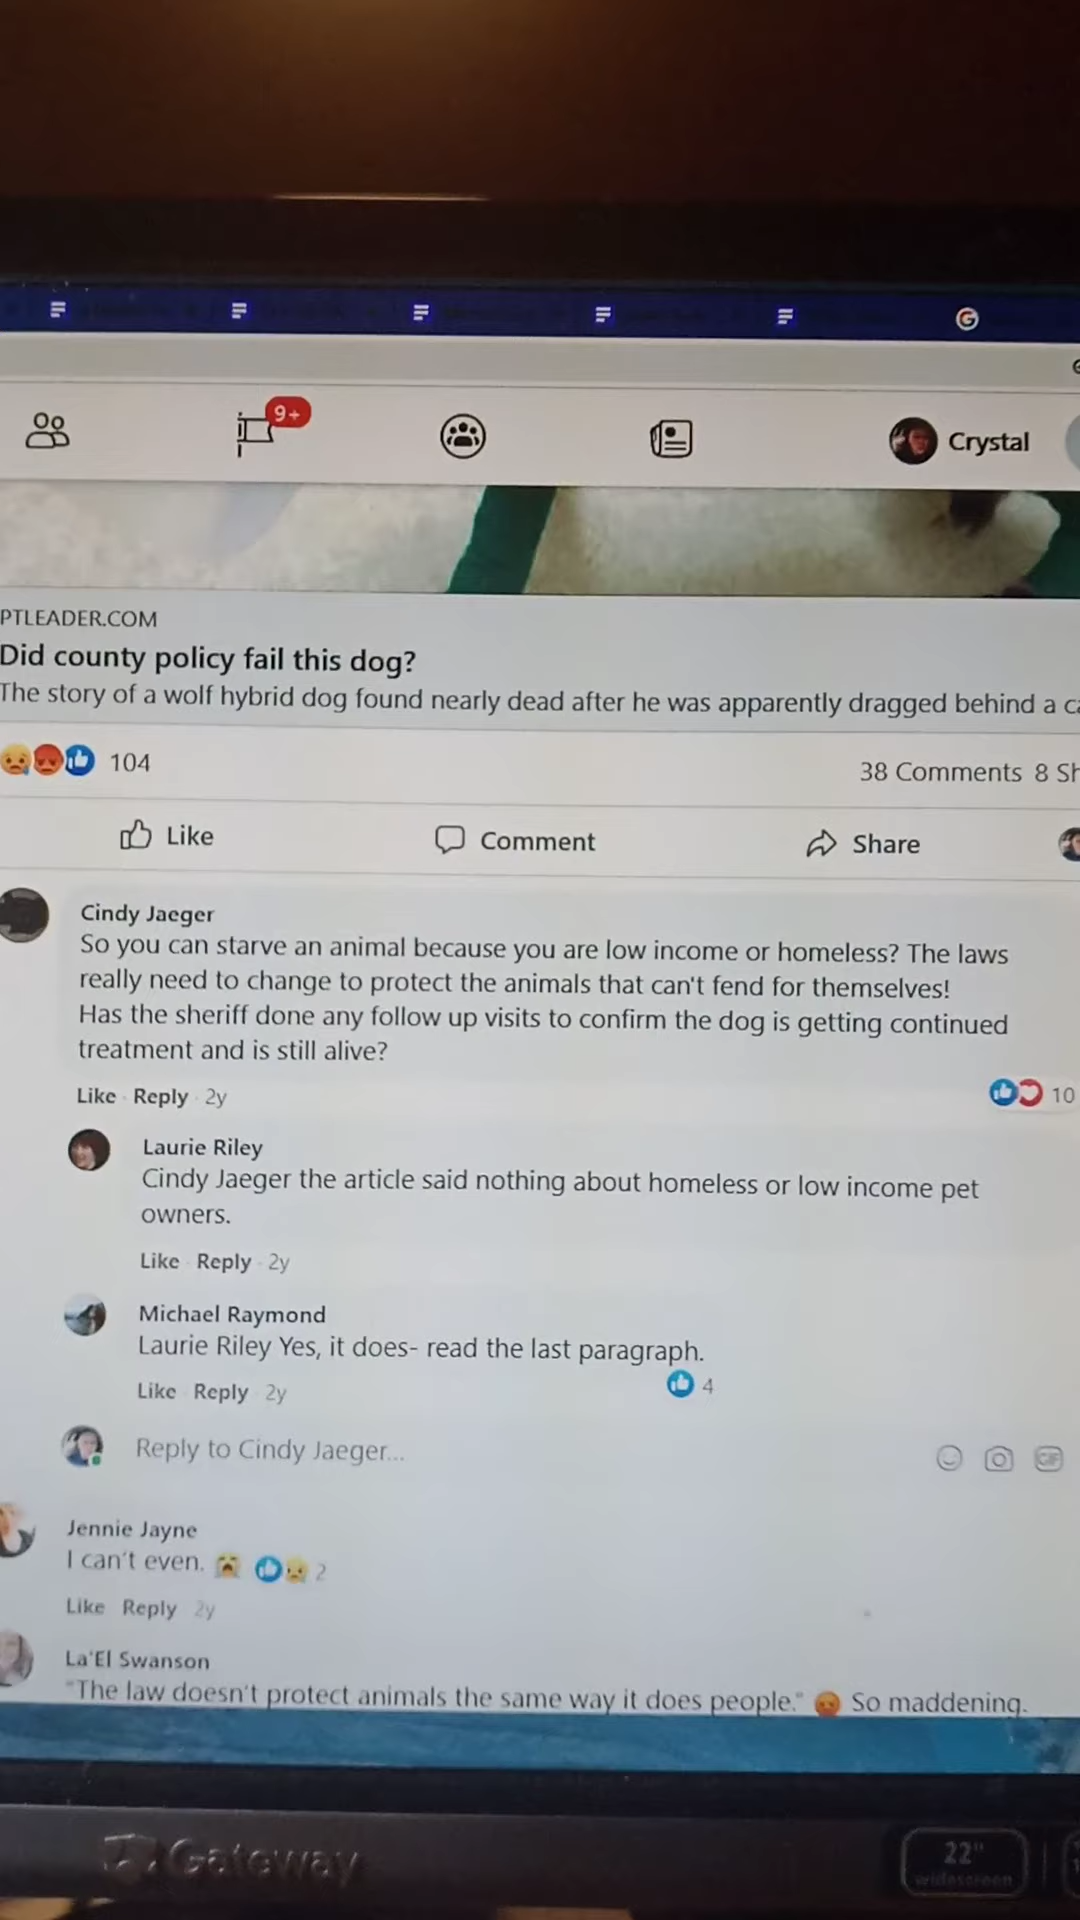 9+
Crystal
PTLEADER.COM
Did county policy fail this dog?
The story of a wolf hybrid dog found nearly dead after he was apparently dragged behind a
104
38 Comments 8
Like
Comment
Share
Cindy Jaeger
So you can starve an animal because you are low income or homeless? The laws
really need to change to protect the animals that can't fend for themselves!
Has the sheriff done any follow up visits to confirm the dog is getting continued
treatment and is still alive?
Like · Reply · 2y
10
Laurie Riley
Cindy Jaeger the article said nothing about homeless or low income pet
owners.
Like · Reply · 2y
Michael Raymond
Laurie Riley Yes, it does- read the last paragraph.
4
Like Reply 2y
Reply to Cindy Jaeger...
GIF
Jennie Jayne
I can't even. 😭 2
Like Reply 2y
La'El Swanson
"The law doesn't protect animals the same way it does people." 😡 So maddening.
Gateway
22"
widescreen